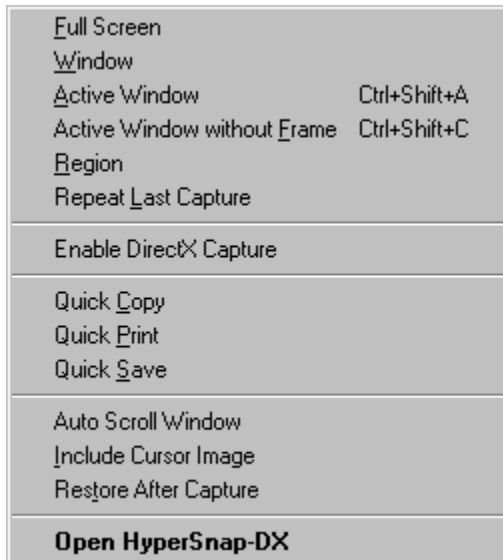 Full Screen
Window
Active Window Ctrl+Shift+A
Active Window without Frame Ctrl+Shift+C
Region
Repeat Last Capture
Enable DirectX Capture
Quick Copy
Quick Print
Quick Save
Auto Scroll Window
Include Cursor Image
Restore After Capture
Open HyperSnap-DX